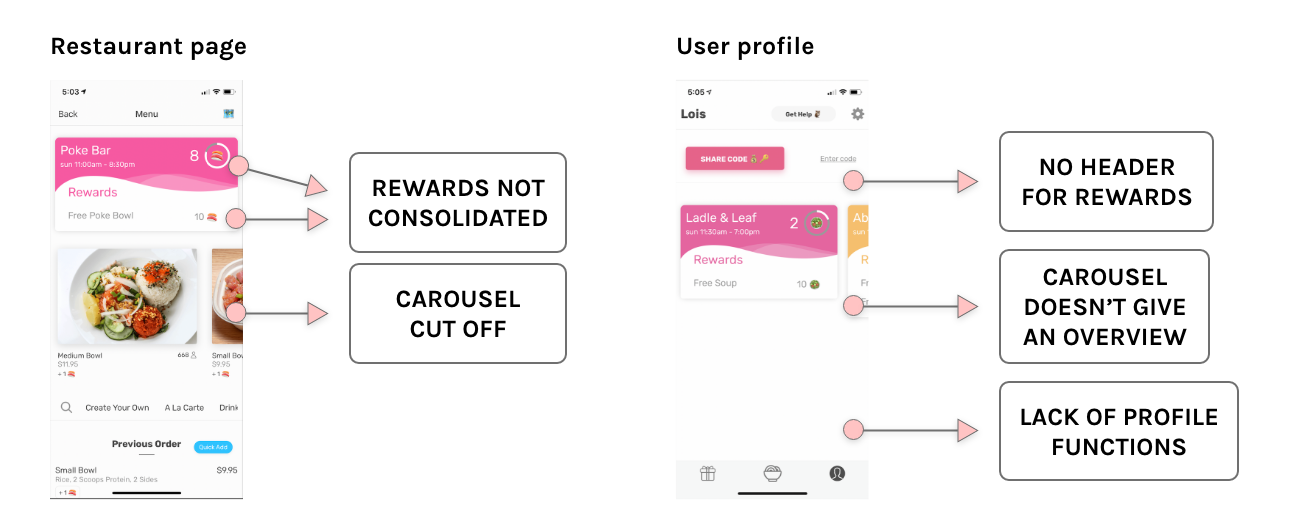 Restaurant page
5:03
Back
Menu
Poke Bar
sun 11:00am - 8:30pm
8
Rewards
Free Poke Bowl
10
Medium Bowl
668
$11.95
+ 1
Small Bow
$9.95
+ 1
Create Your Own
A La Carte
Drink
Previous Order
Quick Add
Small Bowl
$9.95
Rice, 2 Scoops Protein, 2 Sides
+ 1
REWARDS NOT
CONSOLIDATED
CAROUSEL
CUT OFF
User profile
5:05
Lois
Get Help
SHARE CODE
Enter code
Ladle & Leaf
sun 11:30am - 7:00pm
2
Rewards
Free Soup
10
Ab
sun
R
Fr
NO HEADER
FOR REWARDS
CAROUSEL
DOESN’T GIVE
AN OVERVIEW
LACK OF PROFILE
FUNCTIONS